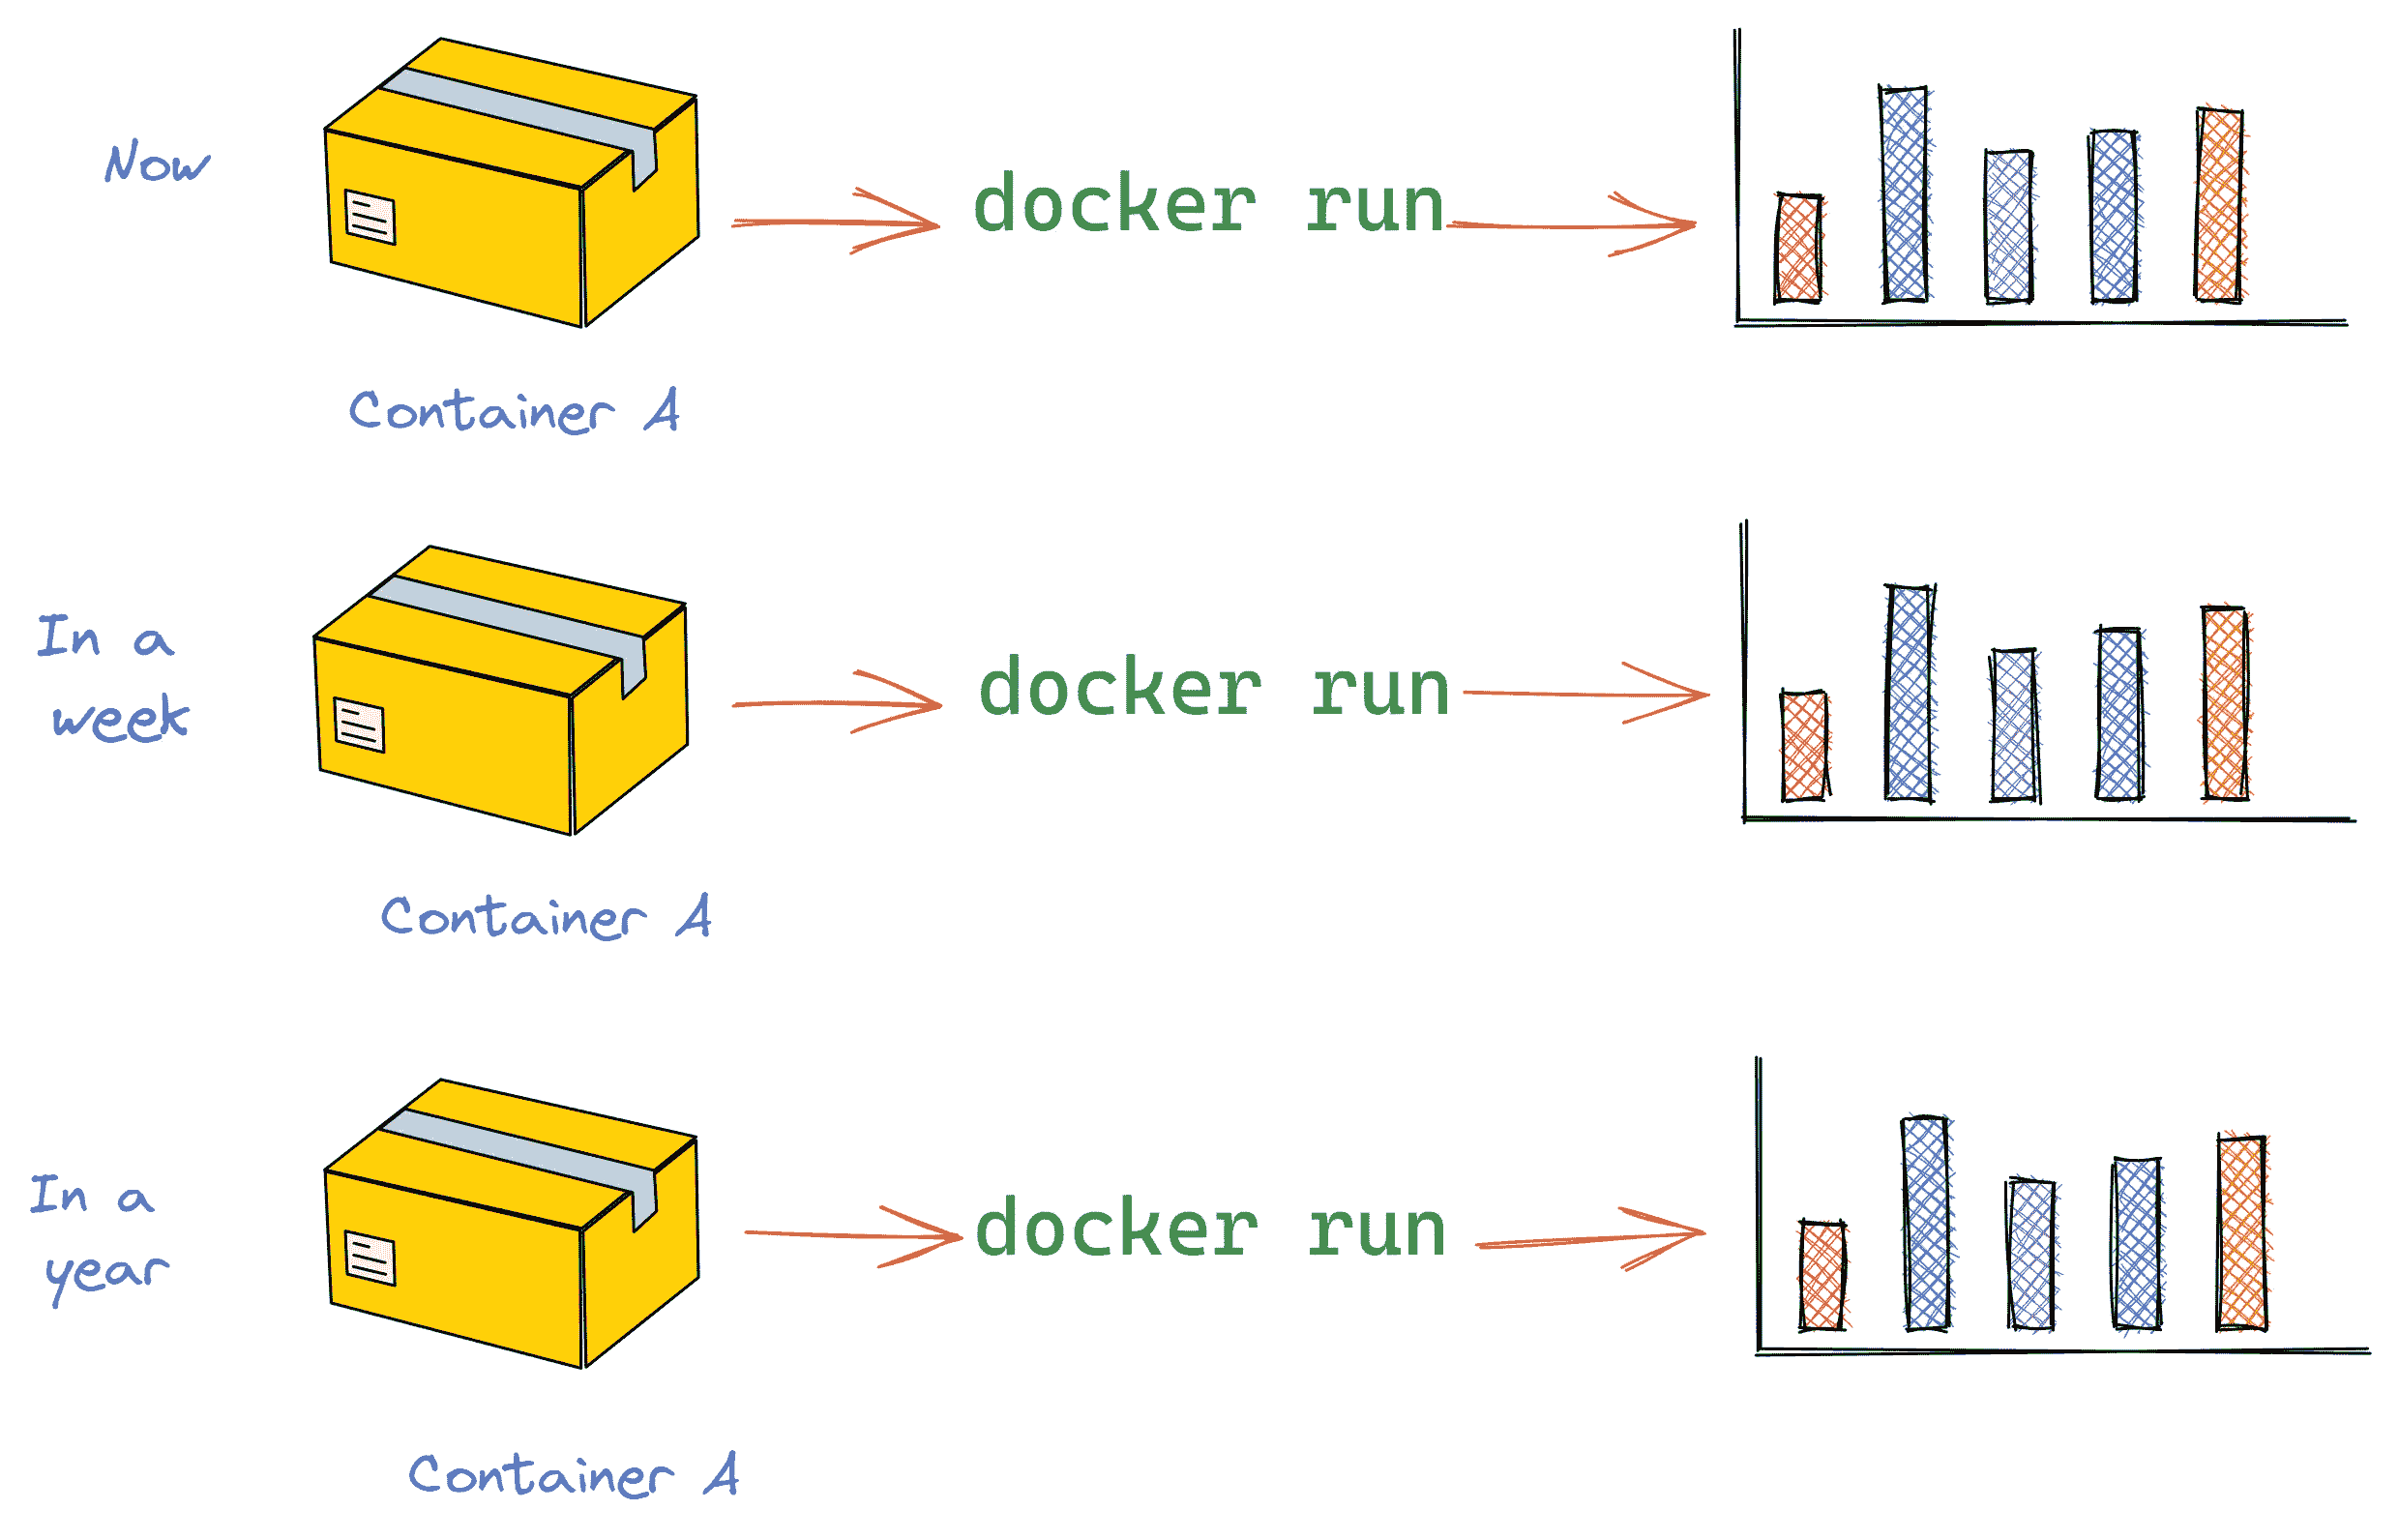 Now
docker run
Container A
In a
week
docker run
Container A
In a
year
docker run
Container A